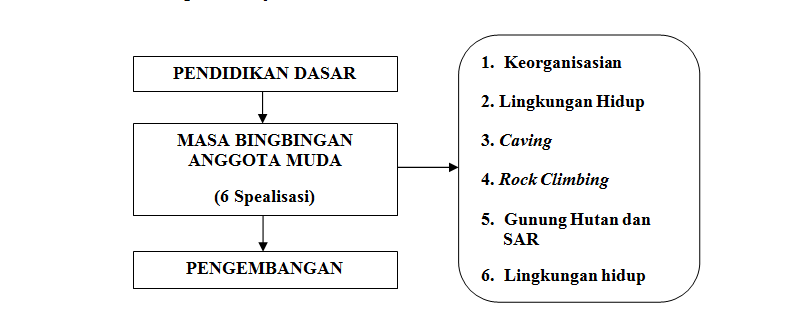 PENDIDIKAN DASAR
MASA BINGBINGAN
ANGGOTA MUDA
(6 Spealisasi)
PENGEMBANGAN
1. Keorganisasian
2. Lingkungan Hidup
3. Caving
4. Rock Climbing
5. Gunung Hutan dan
SAR
6. Lingkungan hidup